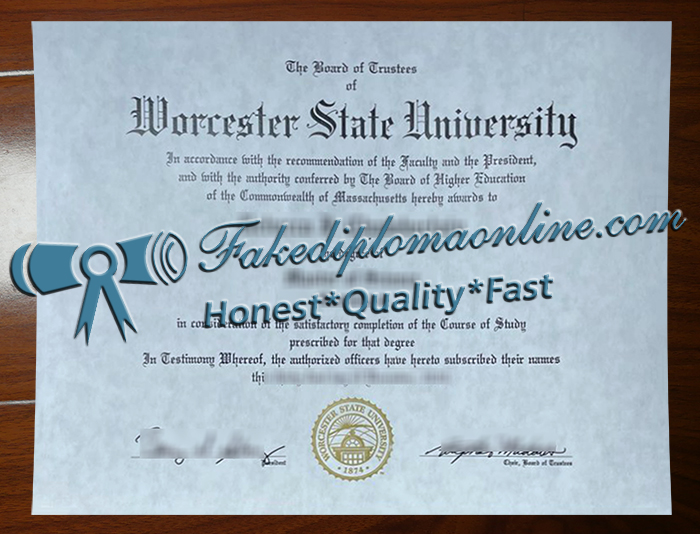 The Board of Trustees
of
Worcester State University
In accordance with the recommendation of the Faculty and the President,
and with the authority conferred by The Board of Higher Education
of the Commonwealth of Massachusetts hereby awards to
Fakediplomaonline.com
Honest*Quality*Fast
in consideration of the satisfactory completion of the Course of Study
prescribed for that degree
In Testimony Whereof, the authorized officers have hereto subscribed their names
President
WORCESTER STATE UNIVERSITY
• 1874 •
Chair, Board of Trustees